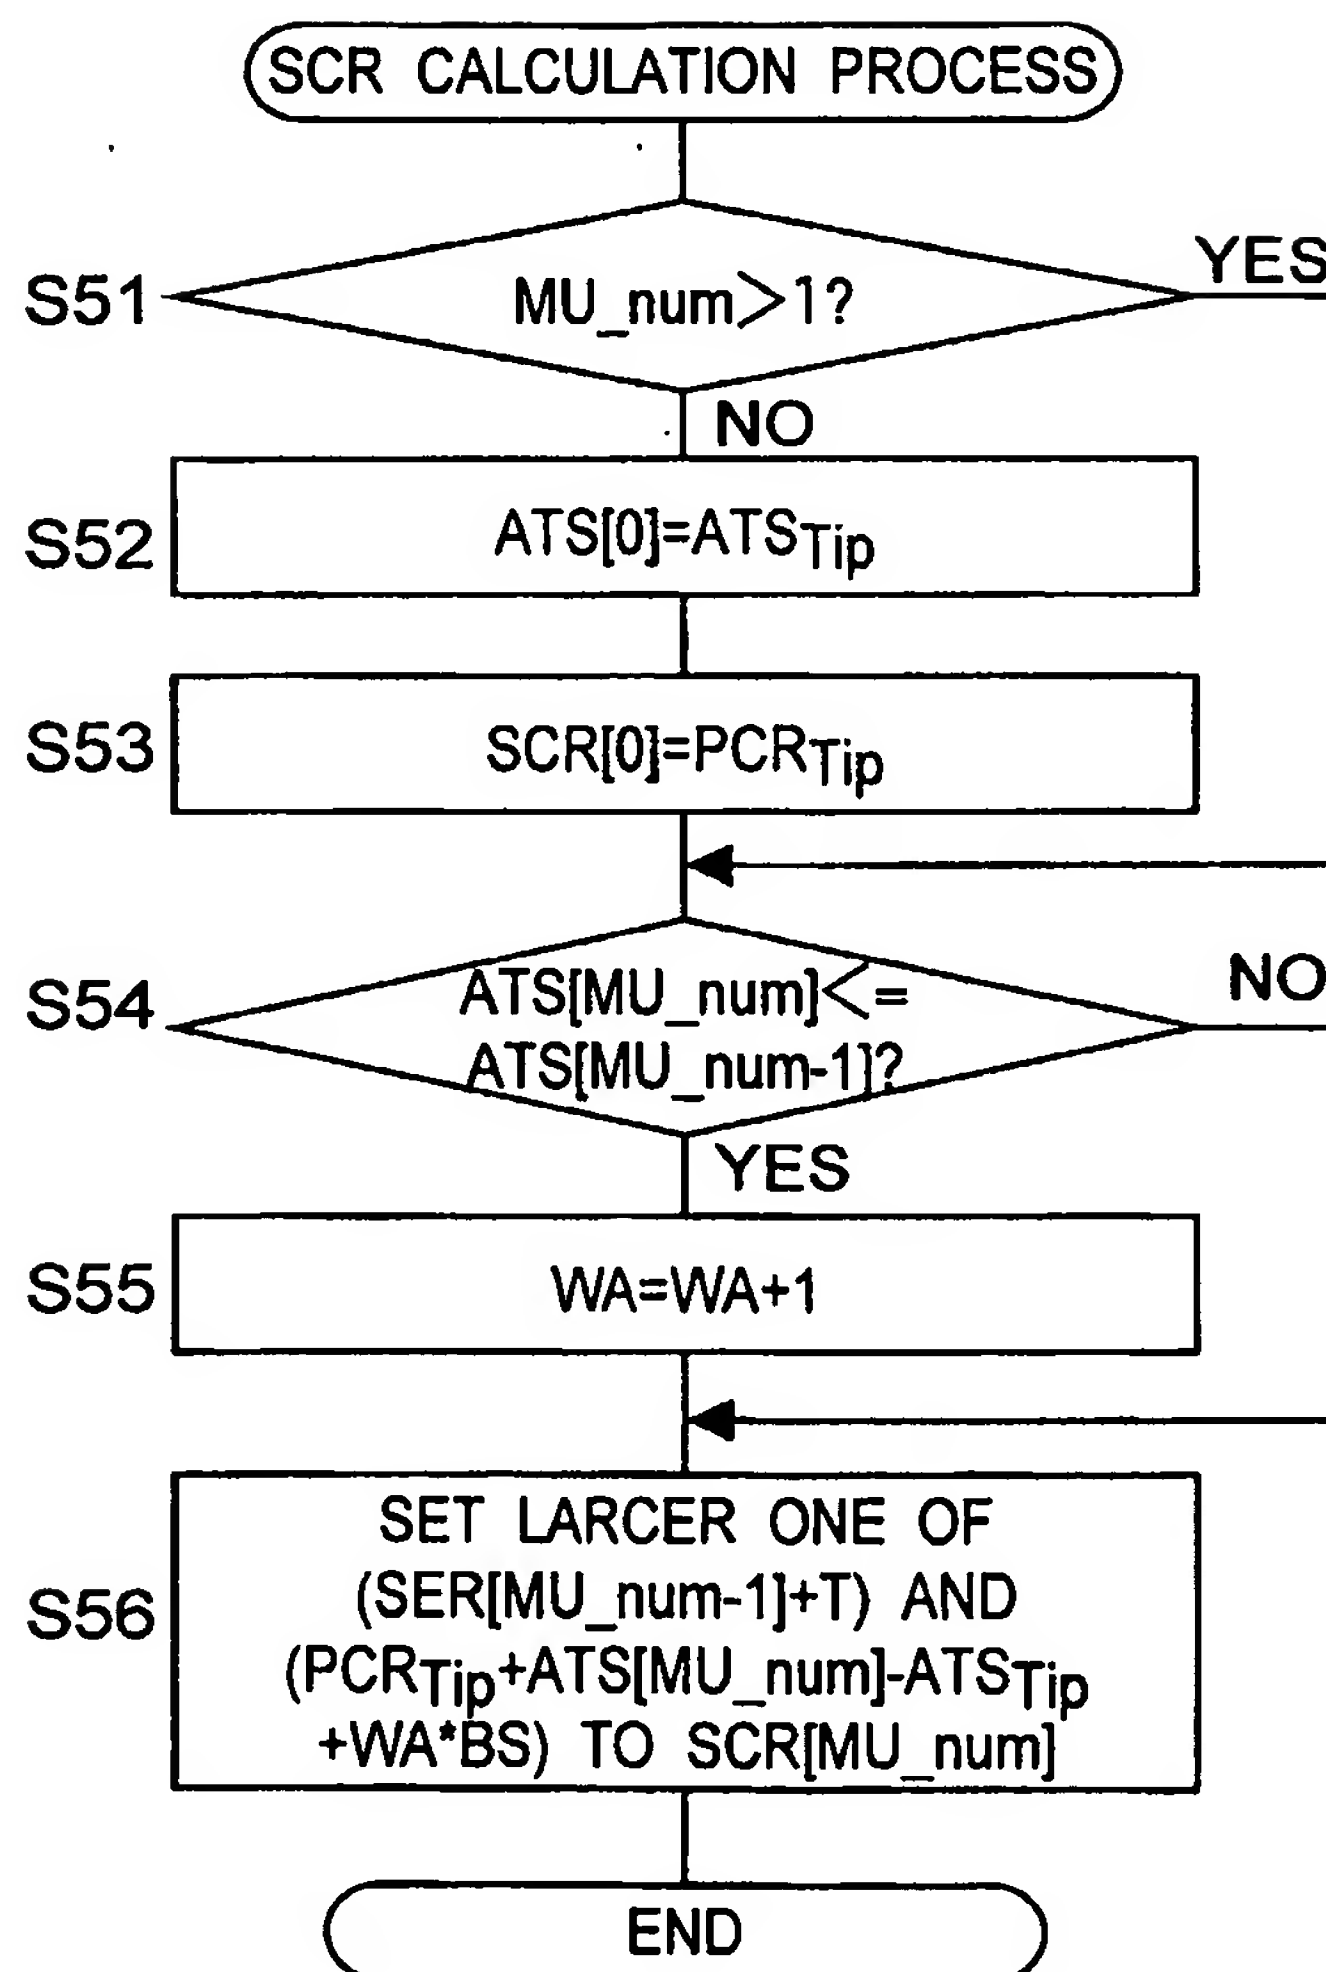 SCR CALCULATION PROCESS
YES
S51
MU_num>1?
NO
S52
ATS[0]=ATSTip
S53
SCR[0]=PCRTip
S54
ATS[MU_num]<=
NO
ATS[MU_num-1]?
YES
S55
WA=WA+1
S56
SET LARCER ONE OF
(SER[MU_num-1]+T) AND
(PCRTip+ATS[MU_num]-ATSTip
+WA*BS) TO SCR[MU_num]
END